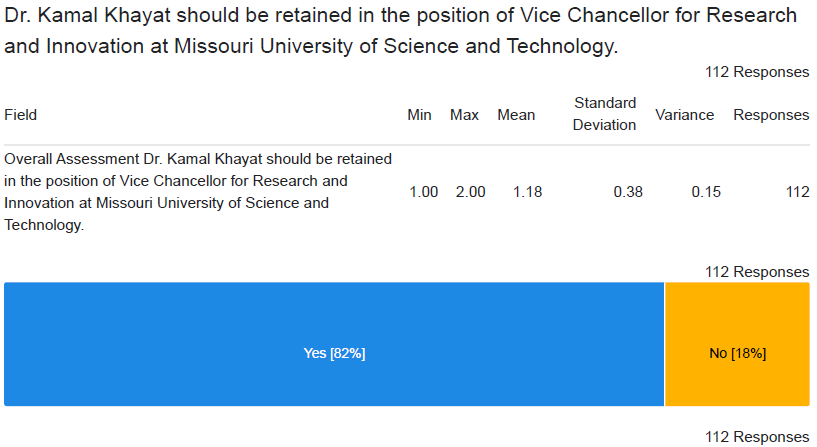 Dr. Kamal Khayat should be retained in the position of Vice Chancellor for Research
and Innovation at Missouri University of Science and Technology.
112 Responses
Field Min Max Mean Standard Deviation Variance Responses
Overall Assessment Dr. Kamal Khayat should be retained
in the position of Vice Chancellor for Research and
Innovation at Missouri University of Science and
Technology.
1.00 2.00 1.18 0.38 0.15 112
112 Responses
Yes [82%] No [18%]
112 Responses